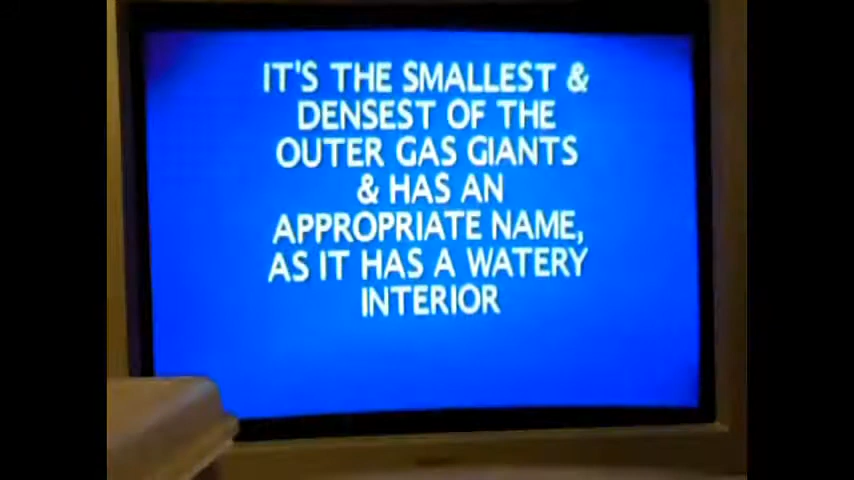 IT'S THE SMALLEST &
DENSEST OF THE
OUTER GAS GIANTS
& HAS AN
APPROPRIATE NAME,
AS IT HAS A WATERY
INTERIOR